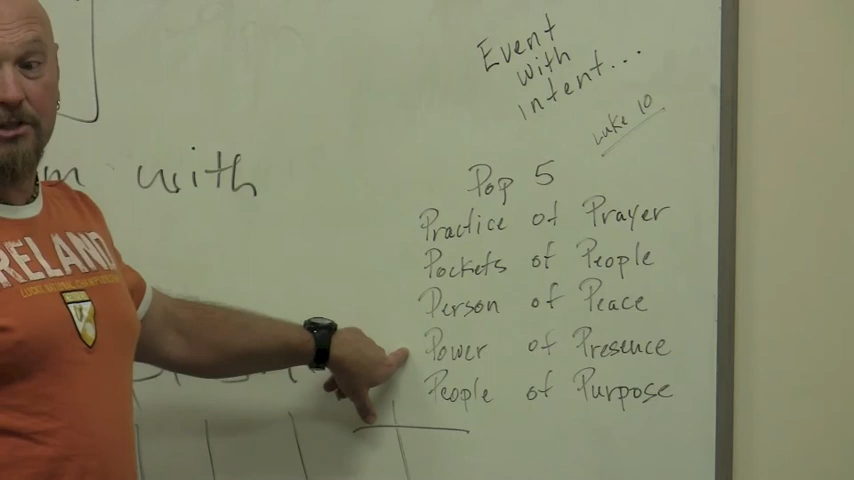 Event
with
intent...
Luke 10
m with
Pop 5
Practice of Prayer
Pockets of People
Person of Peace
Power of Presence
People of Purpose
RELAND